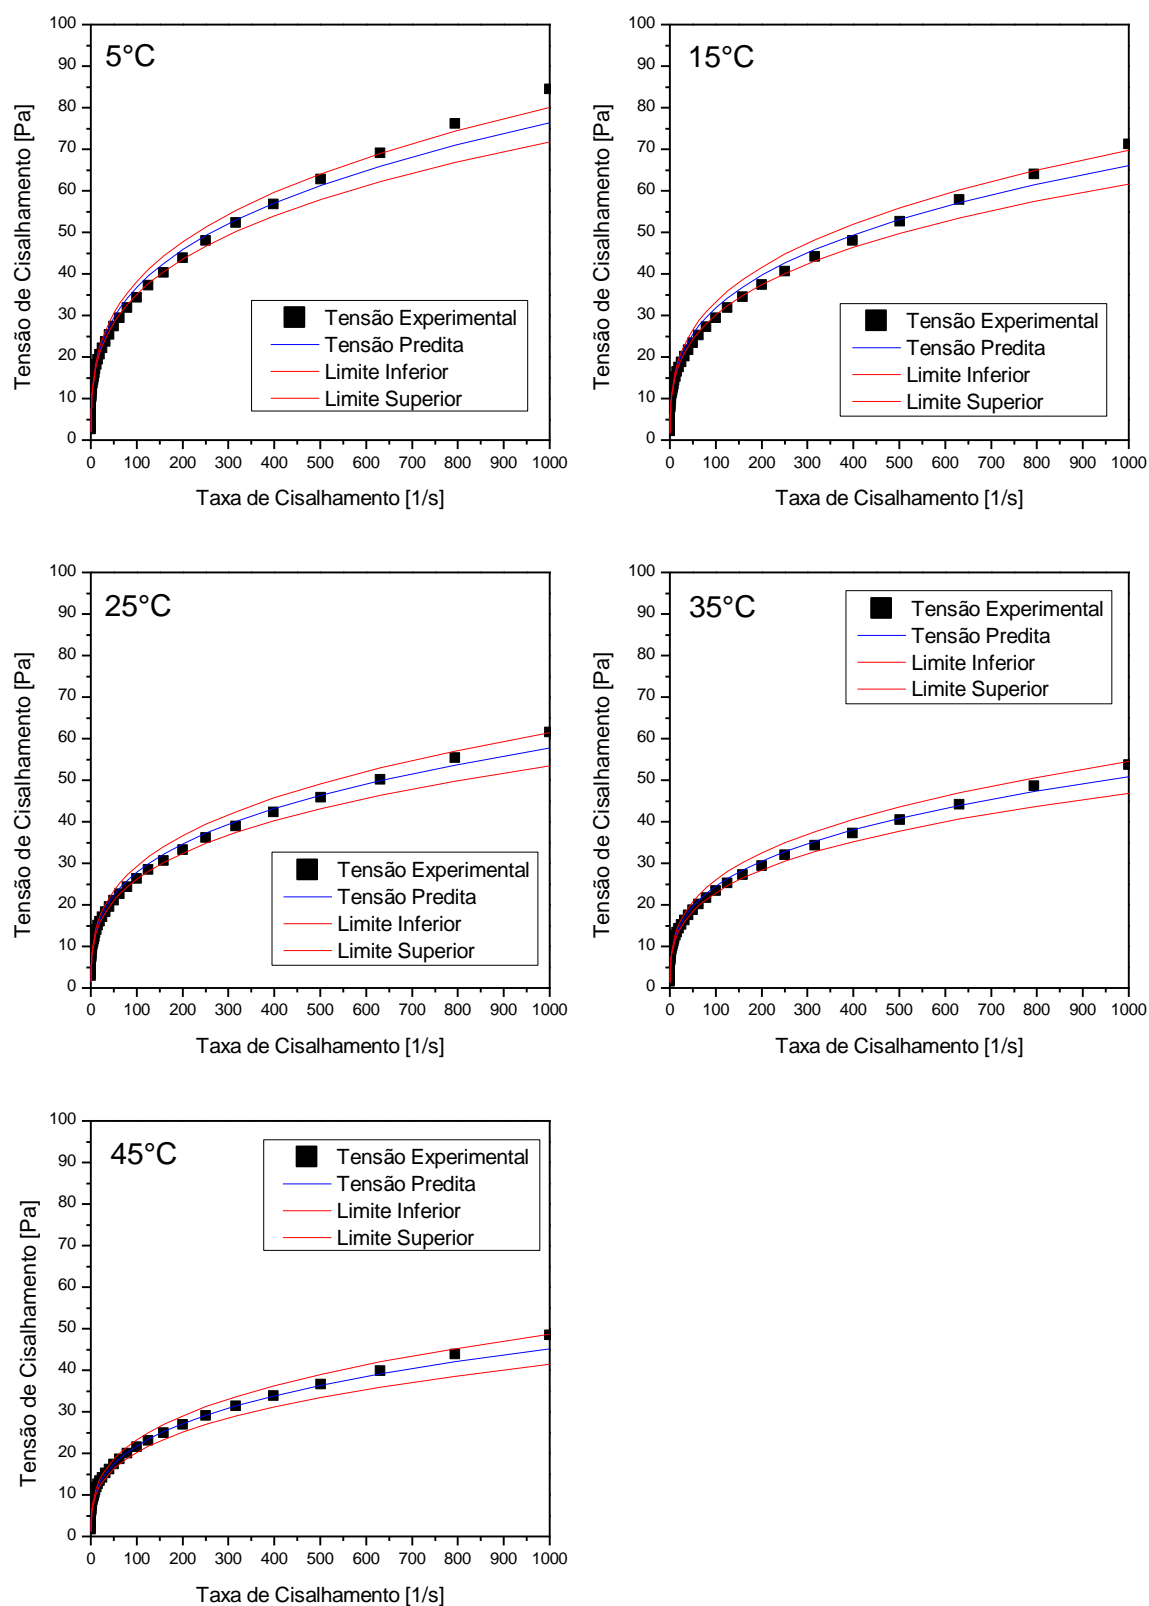 5°C
Tensão de Cisalhamento [Pa]
100
90
80
70
60
50
40
30
20
10
0
Tensão Experimental
Tensão Predita
Limite Inferior
Limite Superior
0 100 200 300 400 500 600 700 800 900 1000
Taxa de Cisalhamento [1/s]
15°C
Tensão de Cisalhamento [Pa]
100
90
80
70
60
50
40
30
20
10
0
Tensão Experimental
Tensão Predita
Limite Inferior
Limite Superior
0 100 200 300 400 500 600 700 800 900 1000
Taxa de Cisalhamento [1/s]
25°C
Tensão de Cisalhamento [Pa]
100
90
80
70
60
50
40
30
20
10
0
Tensão Experimental
Tensão Predita
Limite Inferior
Limite Superior
0 100 200 300 400 500 600 700 800 900 1000
Taxa de Cisalhamento [1/s]
35°C
Tensão de Cisalhamento [Pa]
100
90
80
70
60
50
40
30
20
10
0
Tensão Experimental
Tensão Predita
Limite Inferior
Limite Superior
0 100 200 300 400 500 600 700 800 900 1000
Taxa de Cisalhamento [1/s]
45°C
Tensão de Cisalhamento [Pa]
100
90
80
70
60
50
40
30
20
10
0
Tensão Experimental
Tensão Predita
Limite Inferior
Limite Superior
0 100 200 300 400 500 600 700 800 900 1000
Taxa de Cisalhamento [1/s]